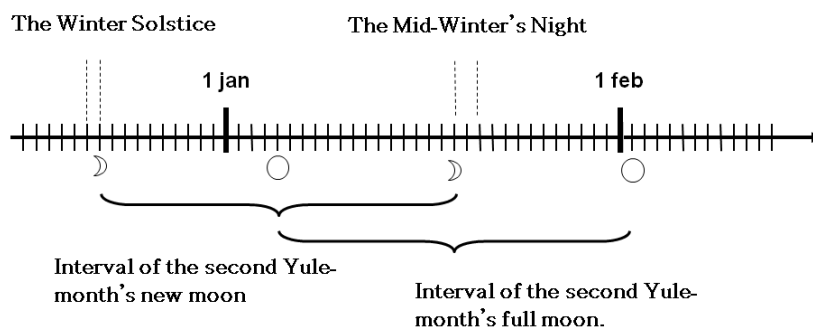 The Winter Solstice
The Mid-Winter's Night
1 jan
1 feb
Interval of the second Yule-
month's new moon
Interval of the second Yule-
month's full moon.